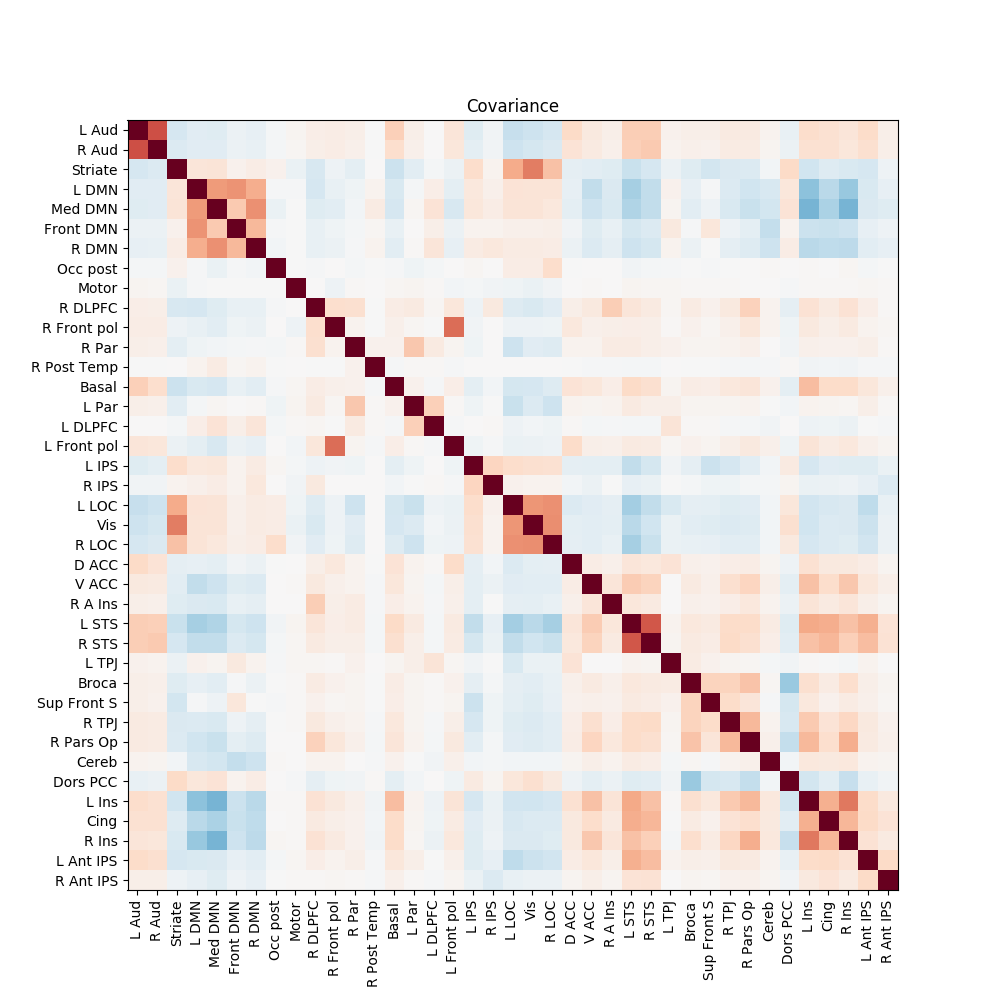 Covariance
L Aud
R Aud
Striate
L DMN
Med DMN
Front DMN
R DMN
Occ post
Motor
R DLPFC
R Front pol
R Par
R Post Temp
Basal
L Par
L DLPFC
L Front pol
L IPS
R IPS
L LOC
Vis
R LOC
D ACC
V ACC
R A Ins
L STS
R STS
L TPJ
Broca
Sup Front S
R TPJ
R Pars Op
Cereb
Dors PCC
L Ins
Cing
R Ins
L Ant IPS
R Ant IPS
L Aud
R Aud
Striate
L DMN
Med DMN
Front DMN
R DMN
Occ post
Motor
R DLPFC
R Front pol
R Par
R Post Temp
Basal
L Par
L DLPFC
L Front pol
L IPS
R IPS
L LOC
Vis
R LOC
D ACC
V ACC
R A Ins
L STS
R STS
L TPJ
Broca
Sup Front S
R TPJ
R Pars Op
Cereb
Dors PCC
L Ins
Cing
R Ins
L Ant IPS
R Ant IPS